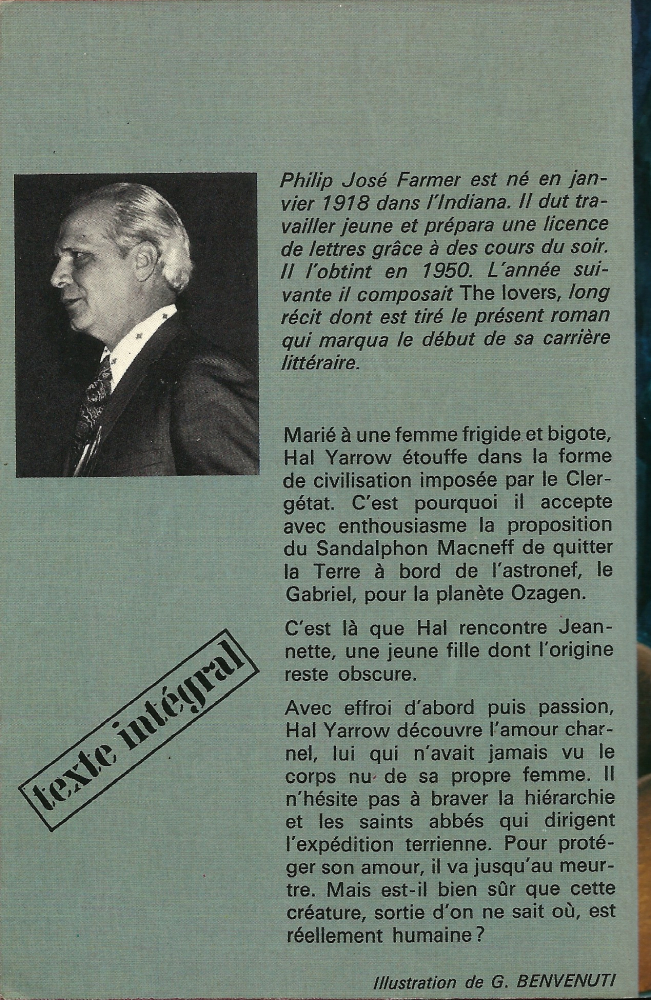 Philip José Farmer est né en jan-
vier 1918 dans l'Indiana. Il dut tra-
vailler jeune et prépara une licence
de lettres grâce à des cours du soir.
Il l'obtint en 1950. L'année sui-
vante il composait The lovers, long
récit dont est tiré le présent roman
qui marqua le début de sa carrière
littéraire.
Marié à une femme frigide et bigote,
Hal Yarrow étouffe dans la forme
de civilisation imposée par le Cler-
gétat. C'est pourquoi il accepte
avec enthousiasme la proposition
du Sandalphon Macneff de quitter
la Terre à bord de l'astronef, le
Gabriel, pour la planète Ozagen.
C'est là que Hal rencontre Jean-
nette, une jeune fille dont l'origine
reste obscure.
Avec effroi d'abord puis passion,
Hal Yarrow découvre l'amour char-
nel, lui qui n'avait jamais vu le
corps nu de sa propre femme. Il
n'hésite pas à braver la hiérarchie
et les saints abbés qui dirigent
l'expédition terrienne. Pour proté-
ger son amour, il va jusqu'au meur-
tre. Mais est-il bien sûr que cette
créature, sortie d'on ne sait où, est
réellement humaine ?
texte intégral
Illustration de G. BENVENUTI